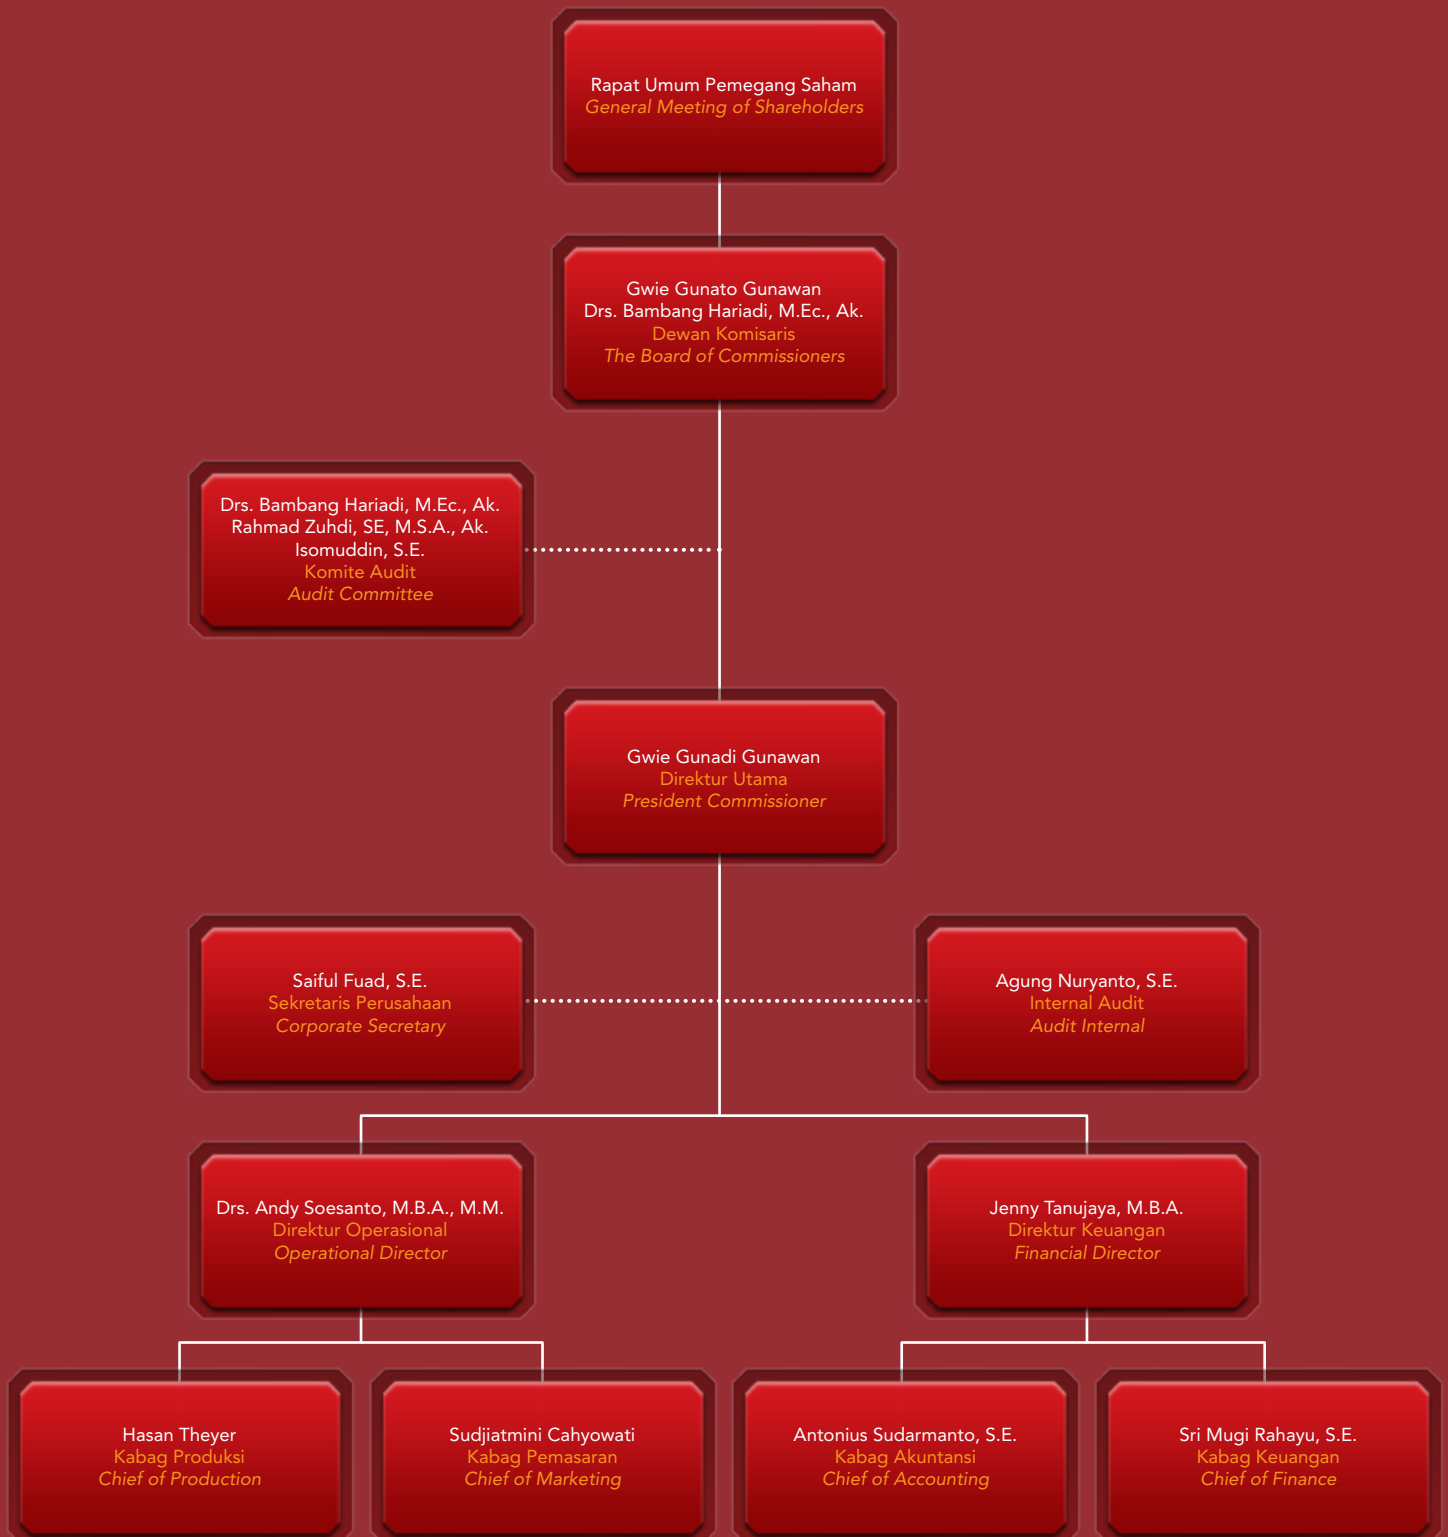 Rapat Umum Pemegang Saham
General Meeting of Shareholders
Gwie Gunato Gunawan
Drs. Bambang Hariadi, M.Ec., Ak.
Dewan Komisaris
The Board of Commissioners
Drs. Bambang Hariadi, M.Ec., Ak.
Rahmad Zuhdi, SE, M.S.A., Ak.
Isomuddin, S.E.
Komite Audit
Audit Committee
Gwie Gunadi Gunawan
Direktur Utama
President Commissioner
Saiful Fuad, S.E.
Sekretaris Perusahaan
Corporate Secretary
Agung Nuryanto, S.E.
Internal Audit
Audit Internal
Drs. Andy Soesanto, M.B.A., M.M.
Direktur Operasional
Operational Director
Jenny Tanujaya, M.B.A.
Direktur Keuangan
Financial Director
Hasan Theyer
Kabag Produksi
Chief of Production
Sudjiatmini Cahyowati
Kabag Pemasaran
Chief of Marketing
Antonius Sudarmanto, S.E.
Kabag Akuntansi
Chief of Accounting
Sri Mugi Rahayu, S.E.
Kabag Keuangan
Chief of Finance